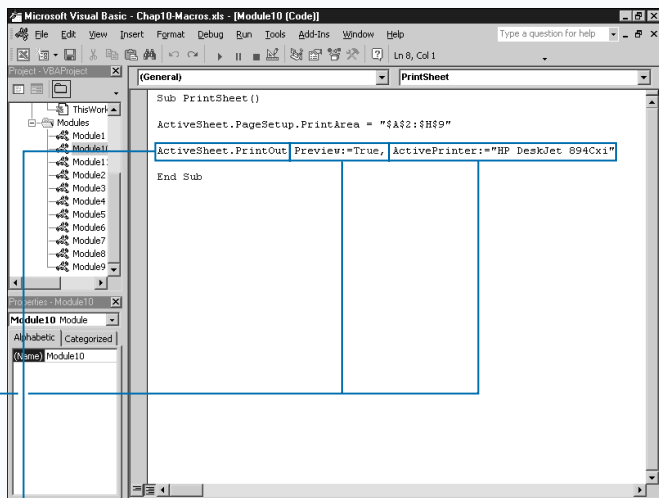 Microsoft Visual Basic - Chap10-Macros.xls - [Module10 (Code)]
File Edit View Insert Format Debug Run Tools Add-Ins Window Help Type a question for help
Ln 8, Col 1
Project - VBAProject
(General) PrintSheet
ThisWork
Modules
Module1
Module10
Module1
Module2
Module3
Module4
Module5
Module6
Module7
Module8
Module9
Sub PrintSheet()
ActiveSheet.PageSetup.PrintArea = "$A$2:$H$9"
ActiveSheet.PrintOut Preview:=True, ActivePrinter:="HP DeskJet 894Cxi"
End Sub
Properties - Module10
Module10 Module
Alphabetic Categorized
(Name) Module10